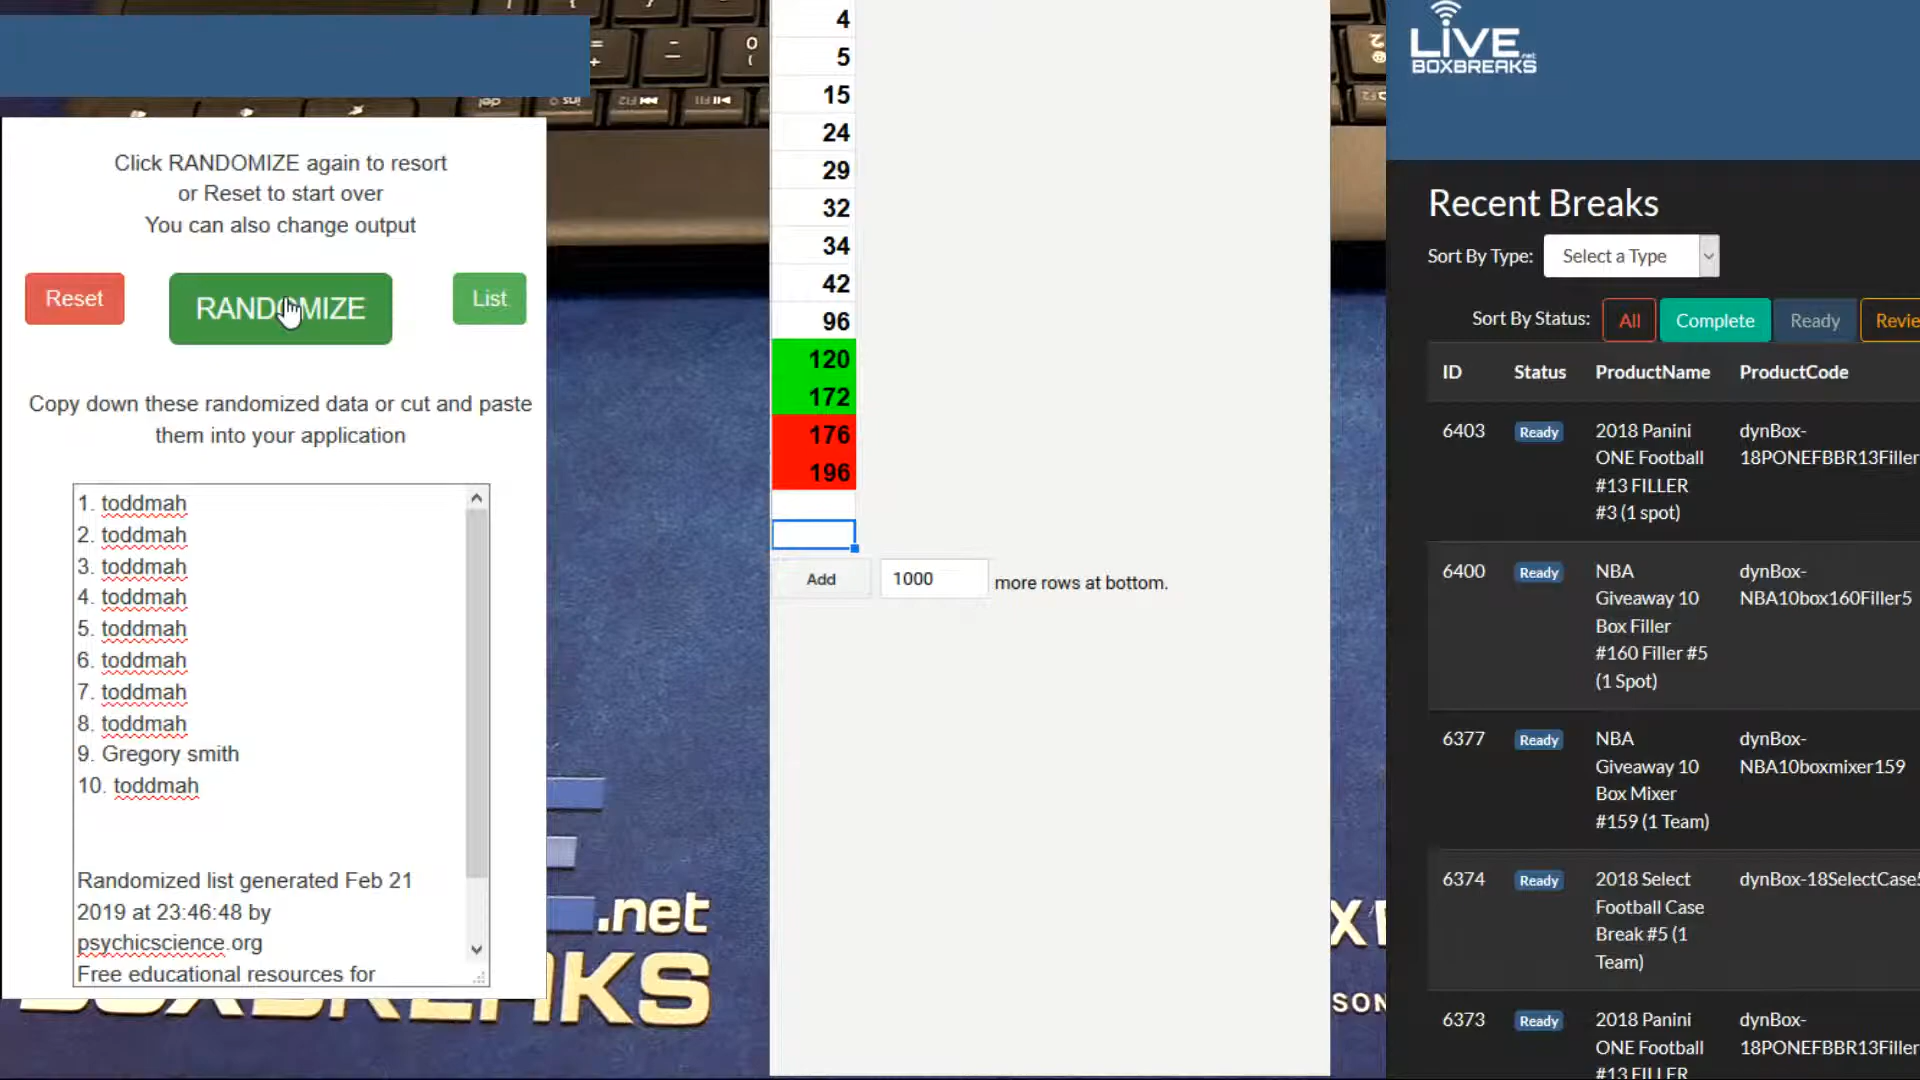 Click RANDOMIZE again to resort
or Reset to start over
You can also change output
Reset
RANDOMIZE
List
Copy down these randomized data or cut and paste
them into your application
1. toddmah
2. toddmah
3. toddmah
4. toddmah
5. toddmah
6. toddmah
7. toddmah
8. toddmah
9. Gregory smith
10. toddmah
Randomized list generated Feb 21
2019 at 23:46:48 by
psychicscience.org
Free educational resources for
.net
BOXBREAKS
4
5
15
24
29
32
34
42
96
120
172
176
196
Add 1000 more rows at bottom.
LIVE.net
BOXBREAKS
Recent Breaks
Sort By Type: Select a Type
Sort By Status: All Complete Ready Revie
ID Status ProductName ProductCode
6403 Ready 2018 Panini
ONE Football
#13 FILLER
#3 (1 spot)
dynBox-
18PONEFBBR13Filler
6400 Ready NBA
Giveaway 10
Box Filler
#160 Filler #5
(1 Spot)
dynBox-
NBA10box160Filler5
6377 Ready NBA
Giveaway 10
Box Mixer
#159 (1 Team)
dynBox-
NBA10boxmixer159
6374 Ready 2018 Select
Football Case
Break #5 (1
Team)
dynBox-18SelectCase
6373 Ready 2018 Panini
ONE Football
#13 FILLER
dynBox-
18PONEFBBR13Filler